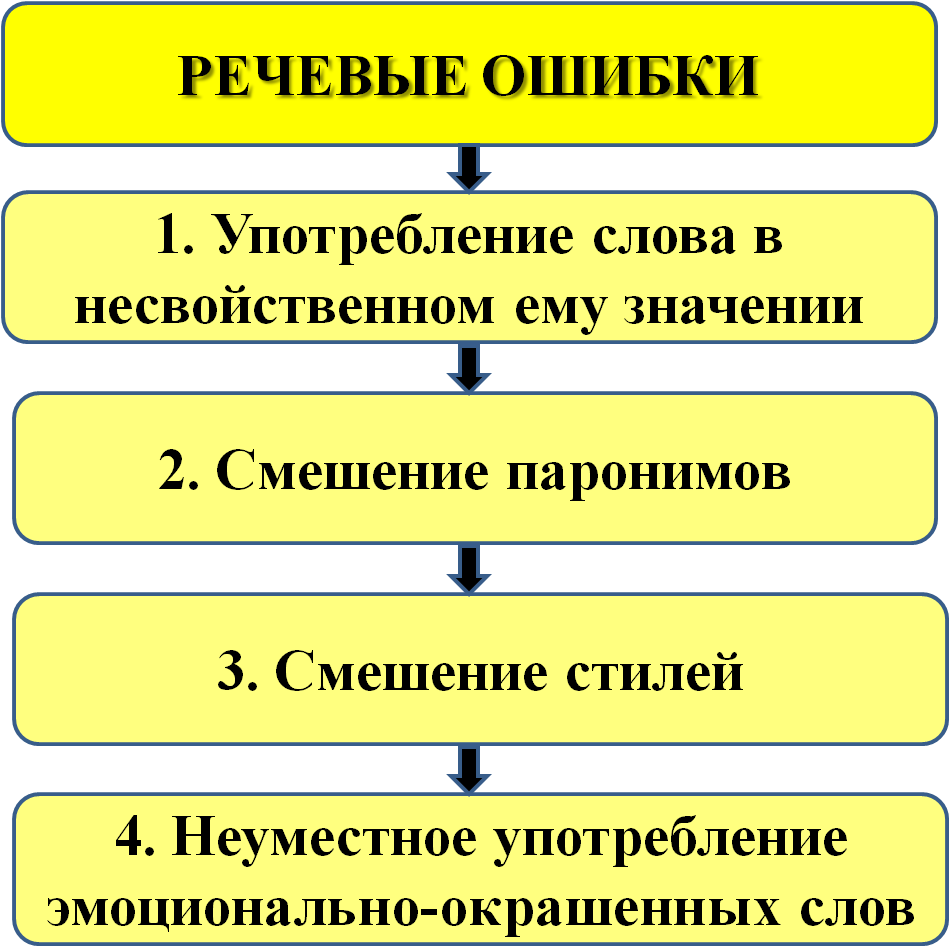 РЕЧЕВЫЕ ОШИБКИ
1. Употребление слова в
несвойственном ему значении
2. Смешение паронимов
3. Смешение стилей
4. Неуместное употребление
эмоционально-окрашенных слов